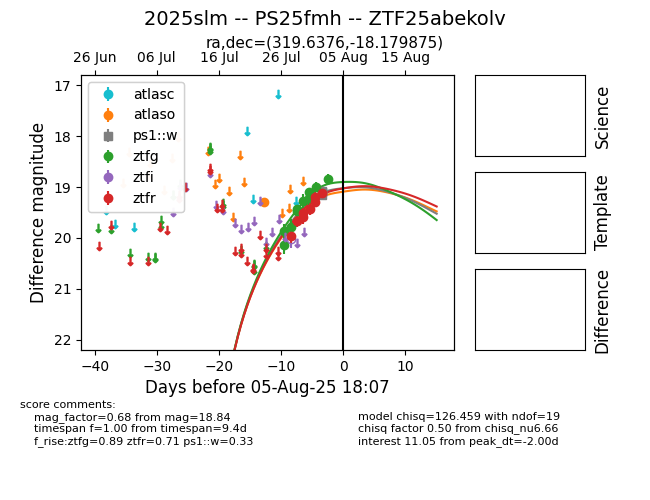 2025slm -- PS25fmh -- ZTF25abekolv
ra,dec=(319.6376,-18.179875)
26 Jun 06 Jul 16 Jul 26 Jul 05 Aug 15 Aug
17
18
19
20
21
22
Difference magnitude
atlasc
atlaso
ps1::w
ztfg
ztfi
ztfr
−40 −30 −20 −10 0 10
Days before 05-Aug-25 18:07
Science
Template
Difference
score comments:
mag_factor=0.68 from mag=18.84
timespan f=1.00 from timespan=9.4d
f_rise:ztfg=0.89 ztfr=0.71 ps1::w=0.33
model chisq=126.459 with ndof=19
chisq factor 0.50 from chisq_nu6.66
interest 11.05 from peak_dt=-2.00d